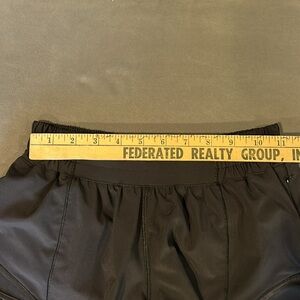 1 2 3 4 5 6 7 8 9 10 11
FEDERATED REALTY GROUP, IN